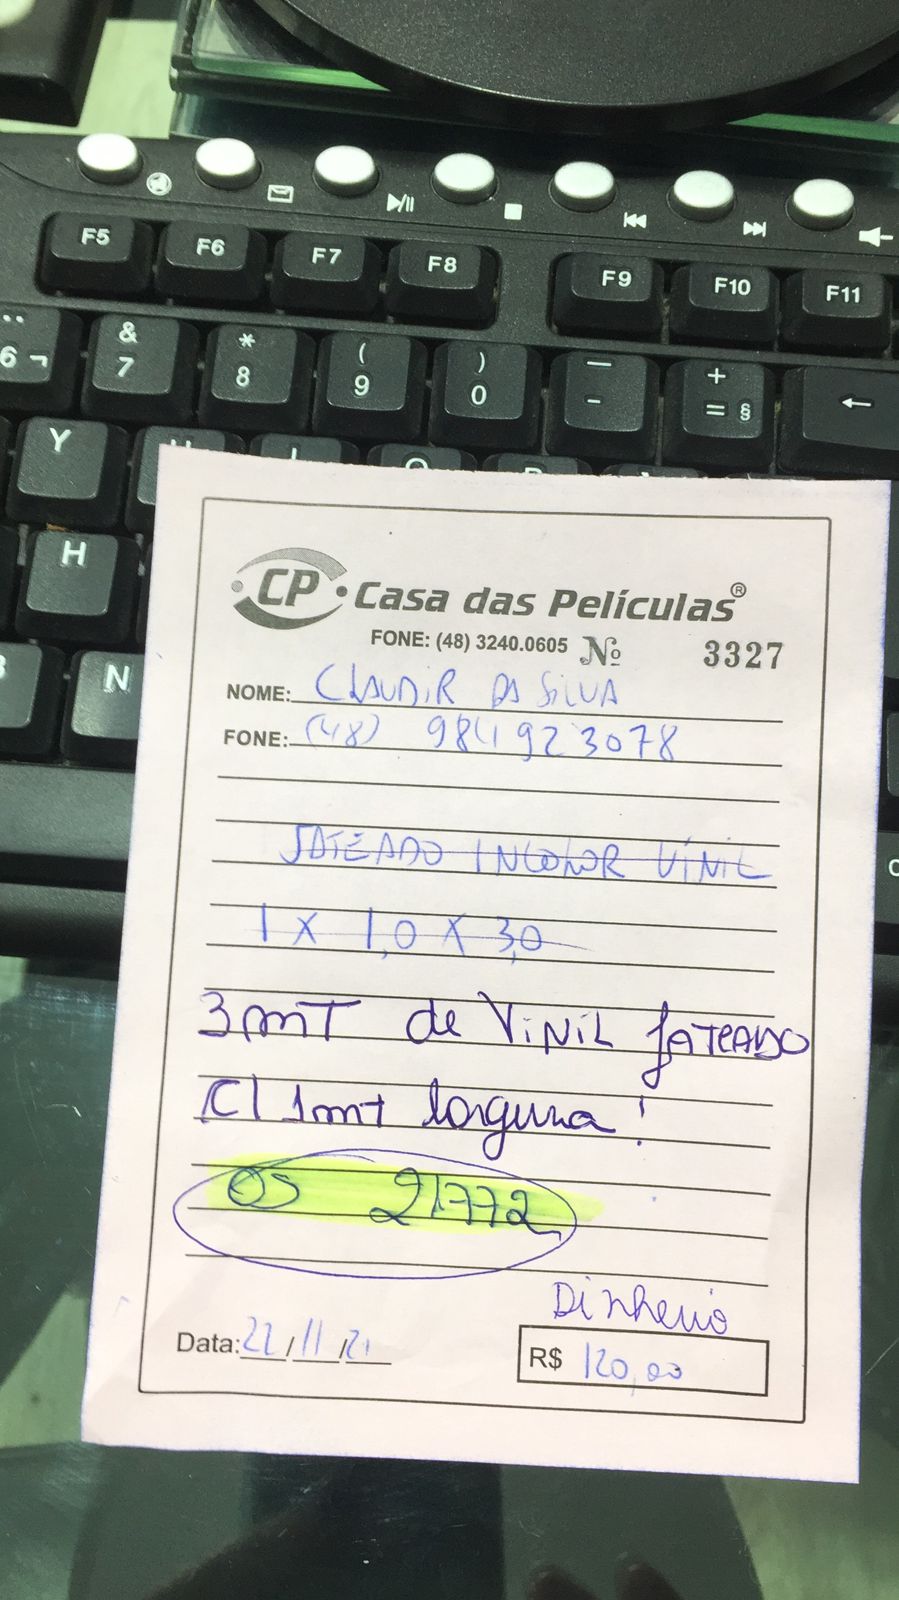 F5 F6 F7 F8 F9 F10 F11
6 ¬ & 7 * 8 ( 9 ) 0 — - + = § ←
Y
H
N
CP Casa das Películas®
FONE: (48) 3240.0605 Nº 3327
NOME: CLAUDIR DA SILVA
FONE: (48) 984923078
JATEADO INCOLOR VINIL
1 X 1,0 X 3,0
3mT de ViNiL JATEADO
C/ 1mt largura!
OS 21772
Dinheiro
Data: 22/11/21 R$ 120,00